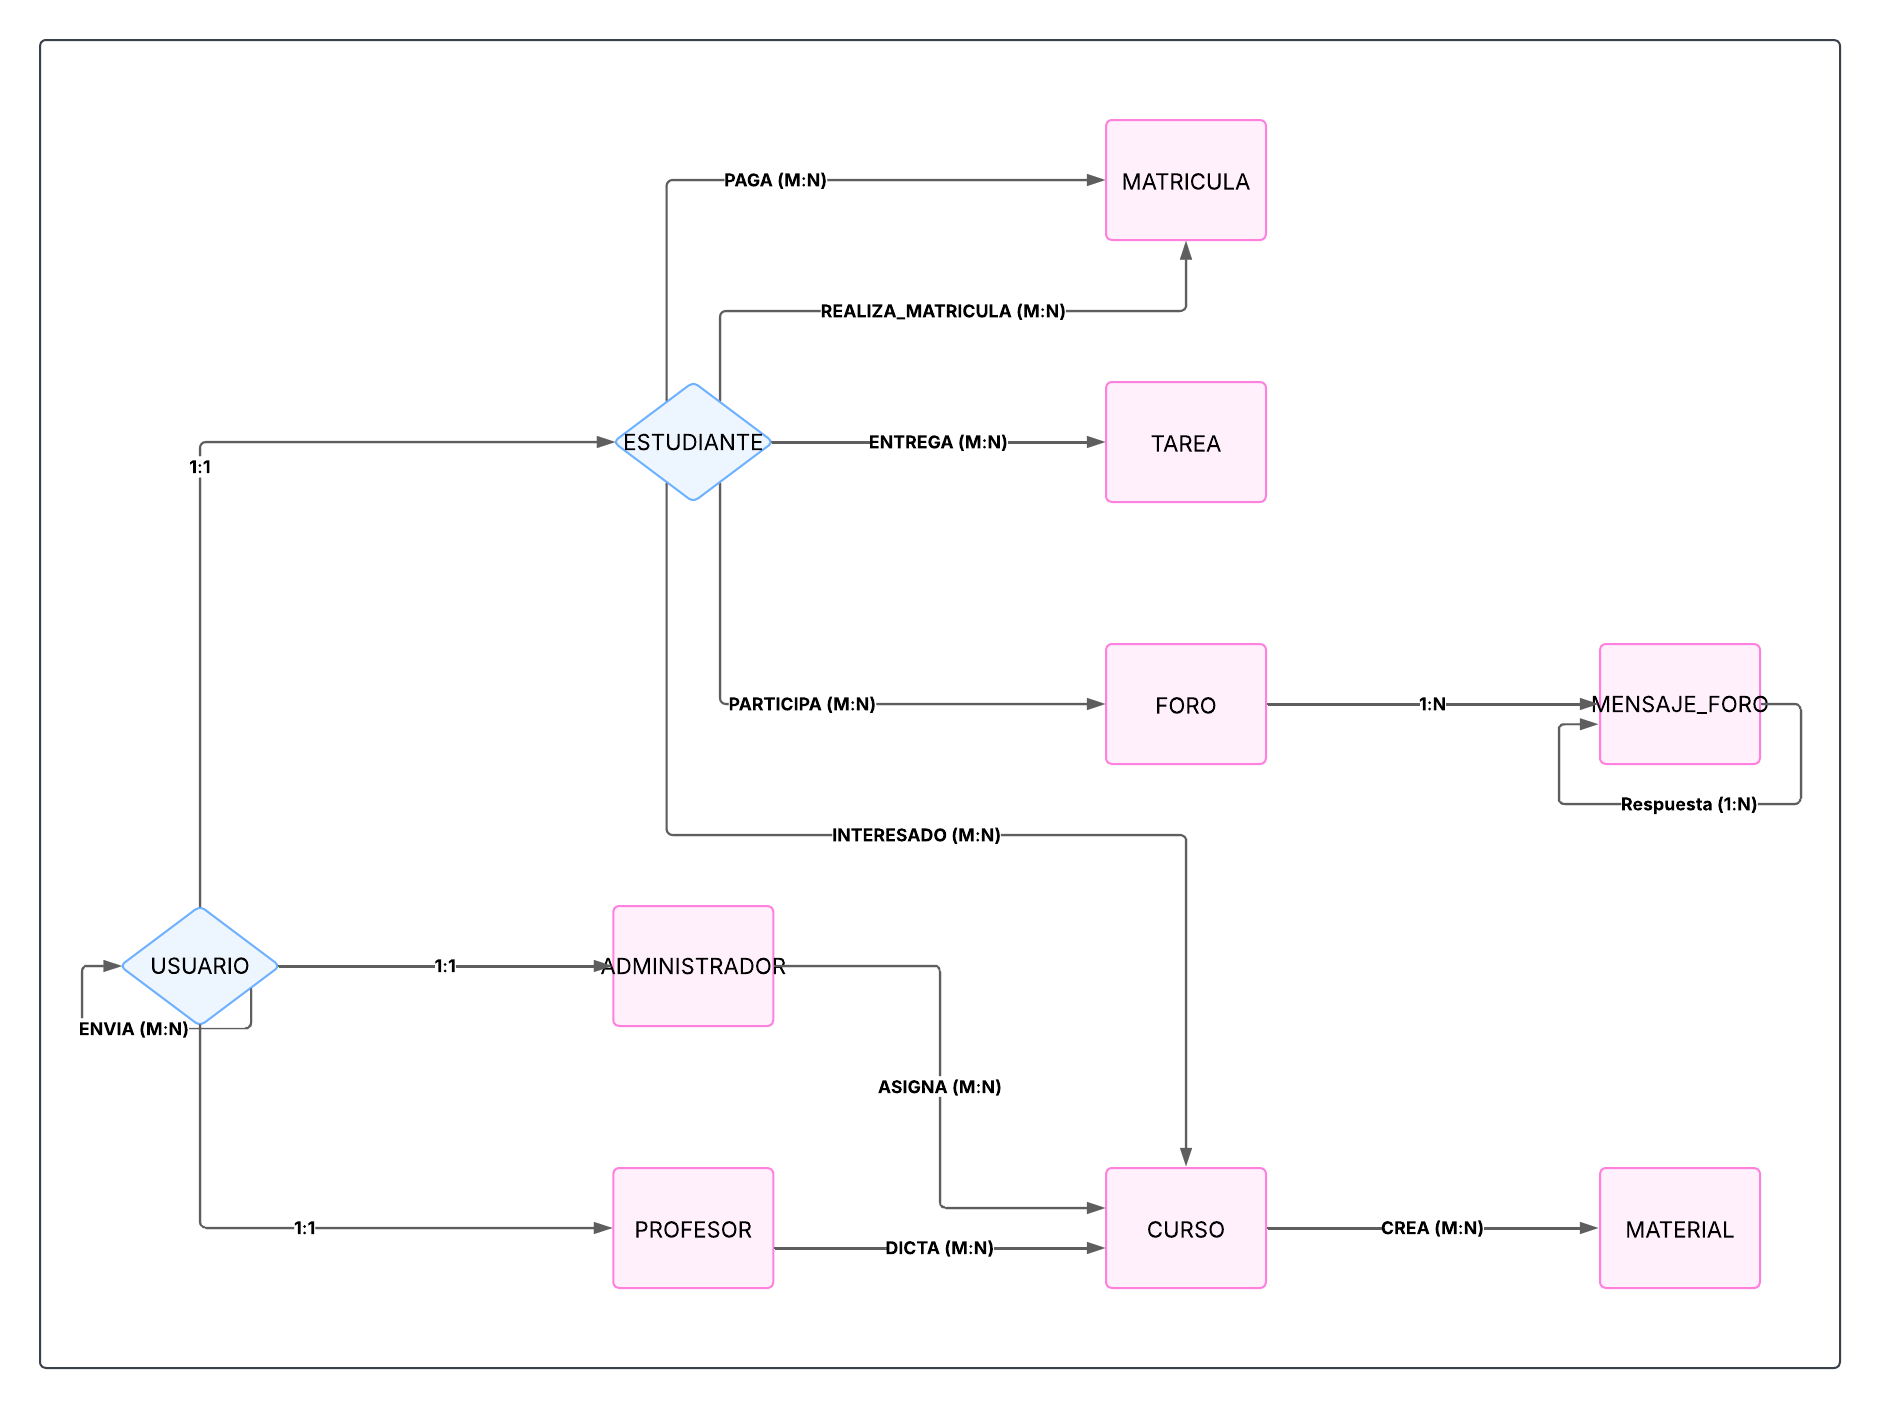 PAGA (M:N)
MATRICULA
REALIZA_MATRICULA (M:N)
1:1
ESTUDIANTE
ENTREGA (M:N)
TAREA
PARTICIPA (M:N)
FORO
1:N
MENSAJE_FORO
Respuesta (1:N)
INTERESADO (M:N)
USUARIO
1:1
ADMINISTRADOR
ENVIA (M:N)
ASIGNA (M:N)
1:1
PROFESOR
DICTA (M:N)
CURSO
CREA (M:N)
MATERIAL